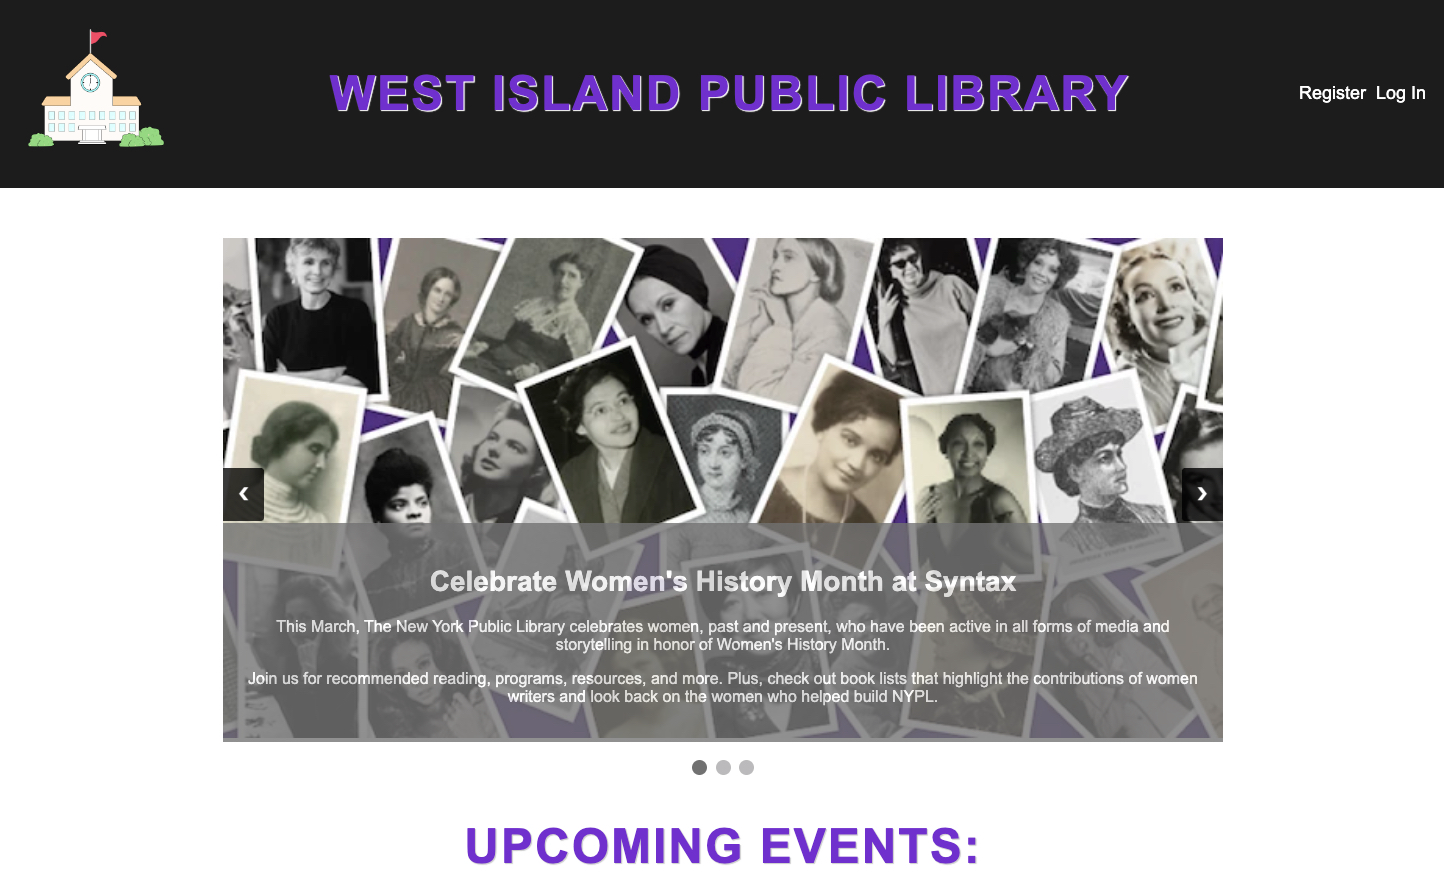 WEST ISLAND PUBLIC LIBRARY
Register Log In
‹ ›
Celebrate Women's History Month at Syntax
This March, The New York Public Library celebrates women, past and present, who have been active in all forms of media and
storytelling in honor of Women's History Month.
Join us for recommended reading, programs, resources, and more. Plus, check out book lists that highlight the contributions of women
writers and look back on the women who helped build NYPL.
UPCOMING EVENTS: